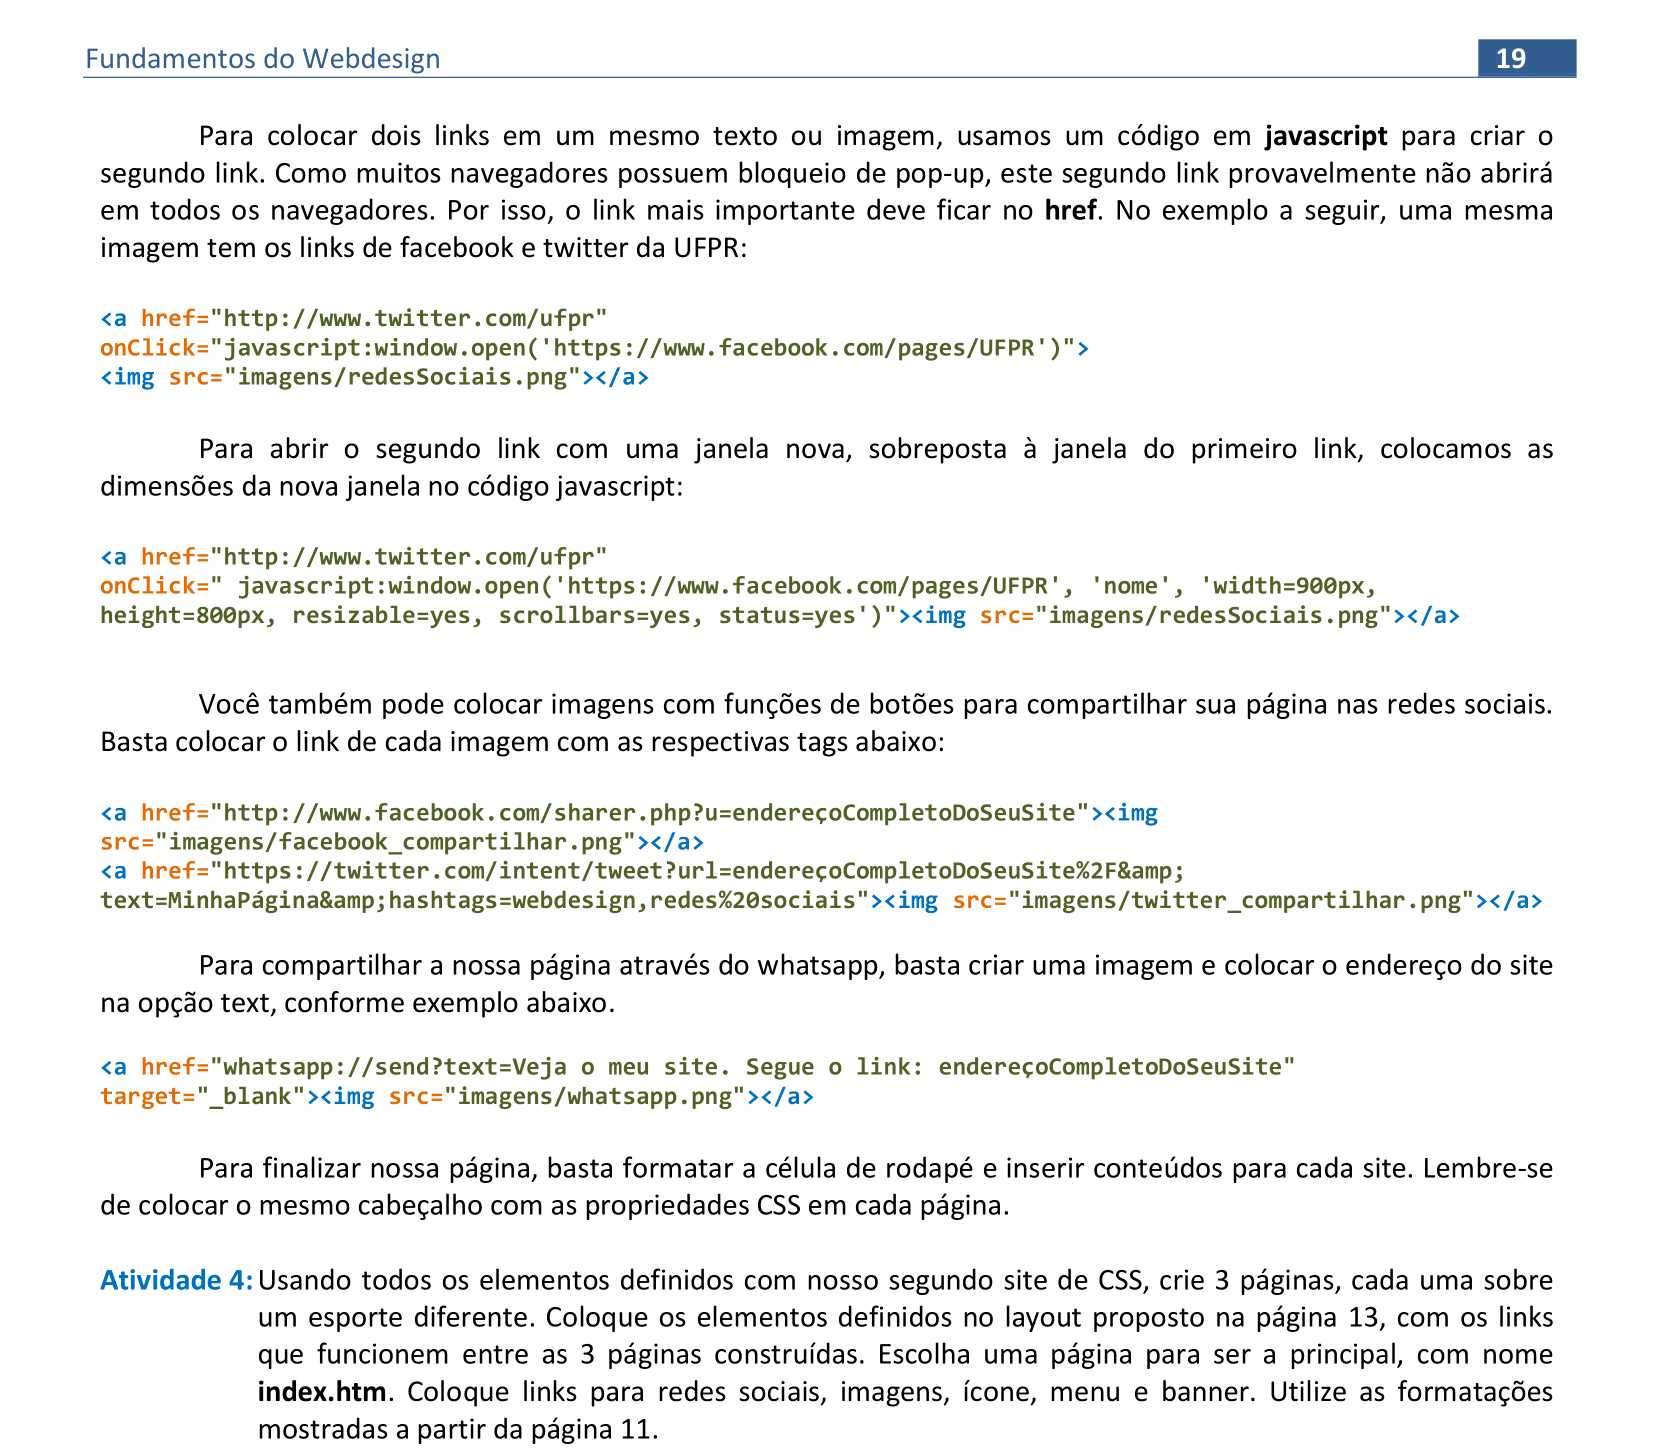 Fundamentos do Webdesign 19
Para colocar dois links em um mesmo texto ou imagem, usamos um código em javascript para criar o
segundo link. Como muitos navegadores possuem bloqueio de pop-up, este segundo link provavelmente não abrirá
em todos os navegadores. Por isso, o link mais importante deve ficar no href. No exemplo a seguir, uma mesma
imagem tem os links de facebook e twitter da UFPR:
<a href="http://www.twitter.com/ufpr"
onClick="javascript:window.open('https://www.facebook.com/pages/UFPR')">
<img src="imagens/redesSociais.png"></a>
Para abrir o segundo link com uma janela nova, sobreposta à janela do primeiro link, colocamos as
dimensões da nova janela no código javascript:
<a href="http://www.twitter.com/ufpr"
onClick=" javascript:window.open('https://www.facebook.com/pages/UFPR', 'nome', 'width=900px,
height=800px, resizable=yes, scrollbars=yes, status=yes')"><img src="imagens/redesSociais.png"></a>
Você também pode colocar imagens com funções de botões para compartilhar sua página nas redes sociais.
Basta colocar o link de cada imagem com as respectivas tags abaixo:
<a href="http://www.facebook.com/sharer.php?u=endereçoCompletoDoSeuSite"><img
src="imagens/facebook_compartilhar.png"></a>
<a href="https://twitter.com/intent/tweet?url=endereçoCompletoDoSeuSite%2F&amp;
text=MinhaPágina&amp;hashtags=webdesign,redes%20sociais"><img src="imagens/twitter_compartilhar.png"></a>
Para compartilhar a nossa página através do whatsapp, basta criar uma imagem e colocar o endereço do site
na opção text, conforme exemplo abaixo.
<a href="whatsapp://send?text=Veja o meu site. Segue o link: endereçoCompletoDoSeuSite"
target="_blank"><img src="imagens/whatsapp.png"></a>
Para finalizar nossa página, basta formatar a célula de rodapé e inserir conteúdos para cada site. Lembre-se
de colocar o mesmo cabeçalho com as propriedades CSS em cada página.
Atividade 4: Usando todos os elementos definidos com nosso segundo site de CSS, crie 3 páginas, cada uma sobre
um esporte diferente. Coloque os elementos definidos no layout proposto na página 13, com os links
que funcionem entre as 3 páginas construídas. Escolha uma página para ser a principal, com nome
index.htm. Coloque links para redes sociais, imagens, ícone, menu e banner. Utilize as formatações
mostradas a partir da página 11.